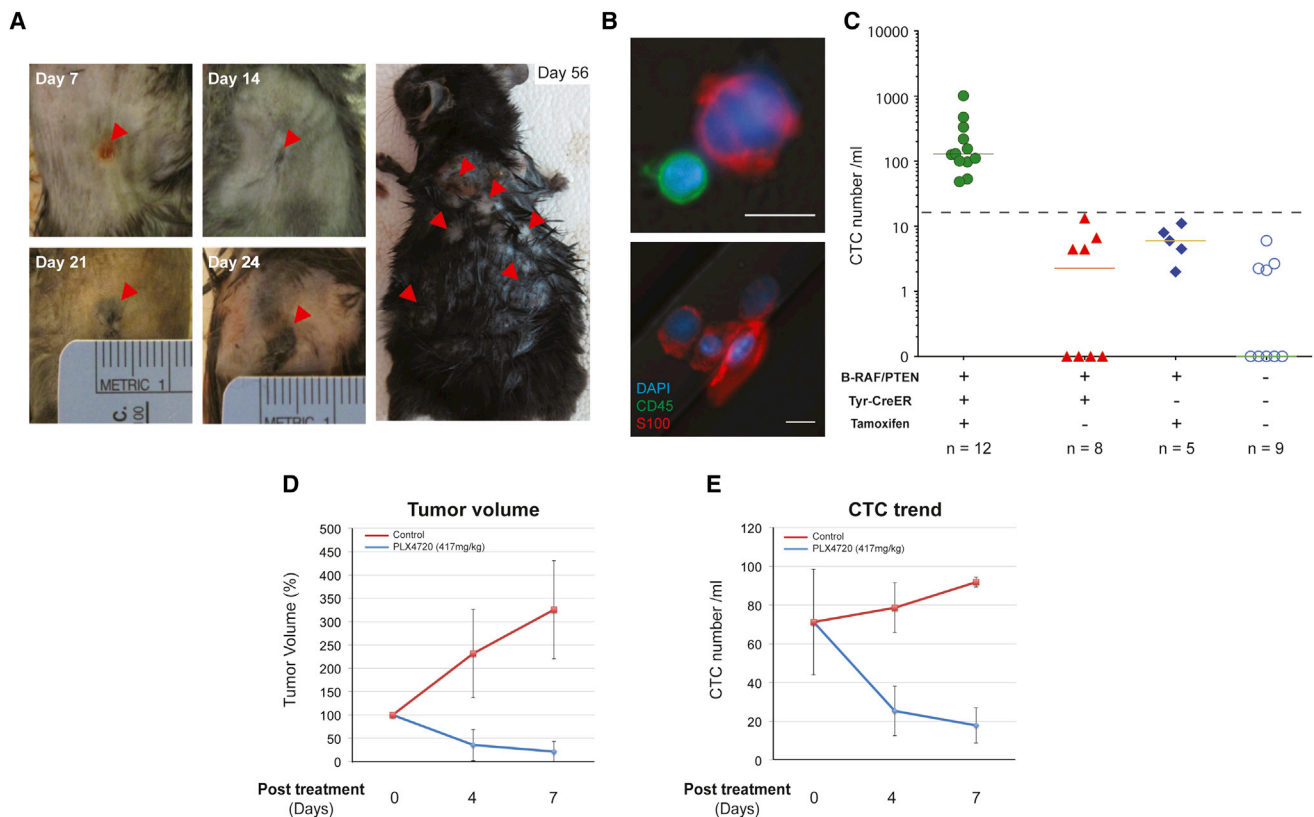 A
Day 7
Day 14
Day 56
Day 21
METRIC 1
C.
00
Day 24
METRIC 1
B
DAPI
CD45
S100
C
CTC number /ml
10000
1000
100
10
1
0
B-RAF/PTEN + + + -
Tyr-CreER + + - -
Tamoxifen + - + -
n = 12 n = 8 n = 5 n = 9
D
Tumor volume
Control
PLX4720 (417mg/kg)
Tumor Volume (%)
500
450
400
350
300
250
200
150
100
50
0
Post treatment 0 4 7
(Days)
E
CTC trend
Control
PLX4720 (417mg/kg)
CTC number /ml
120
100
80
60
40
20
0
Post treatment 0 4 7
(Days)